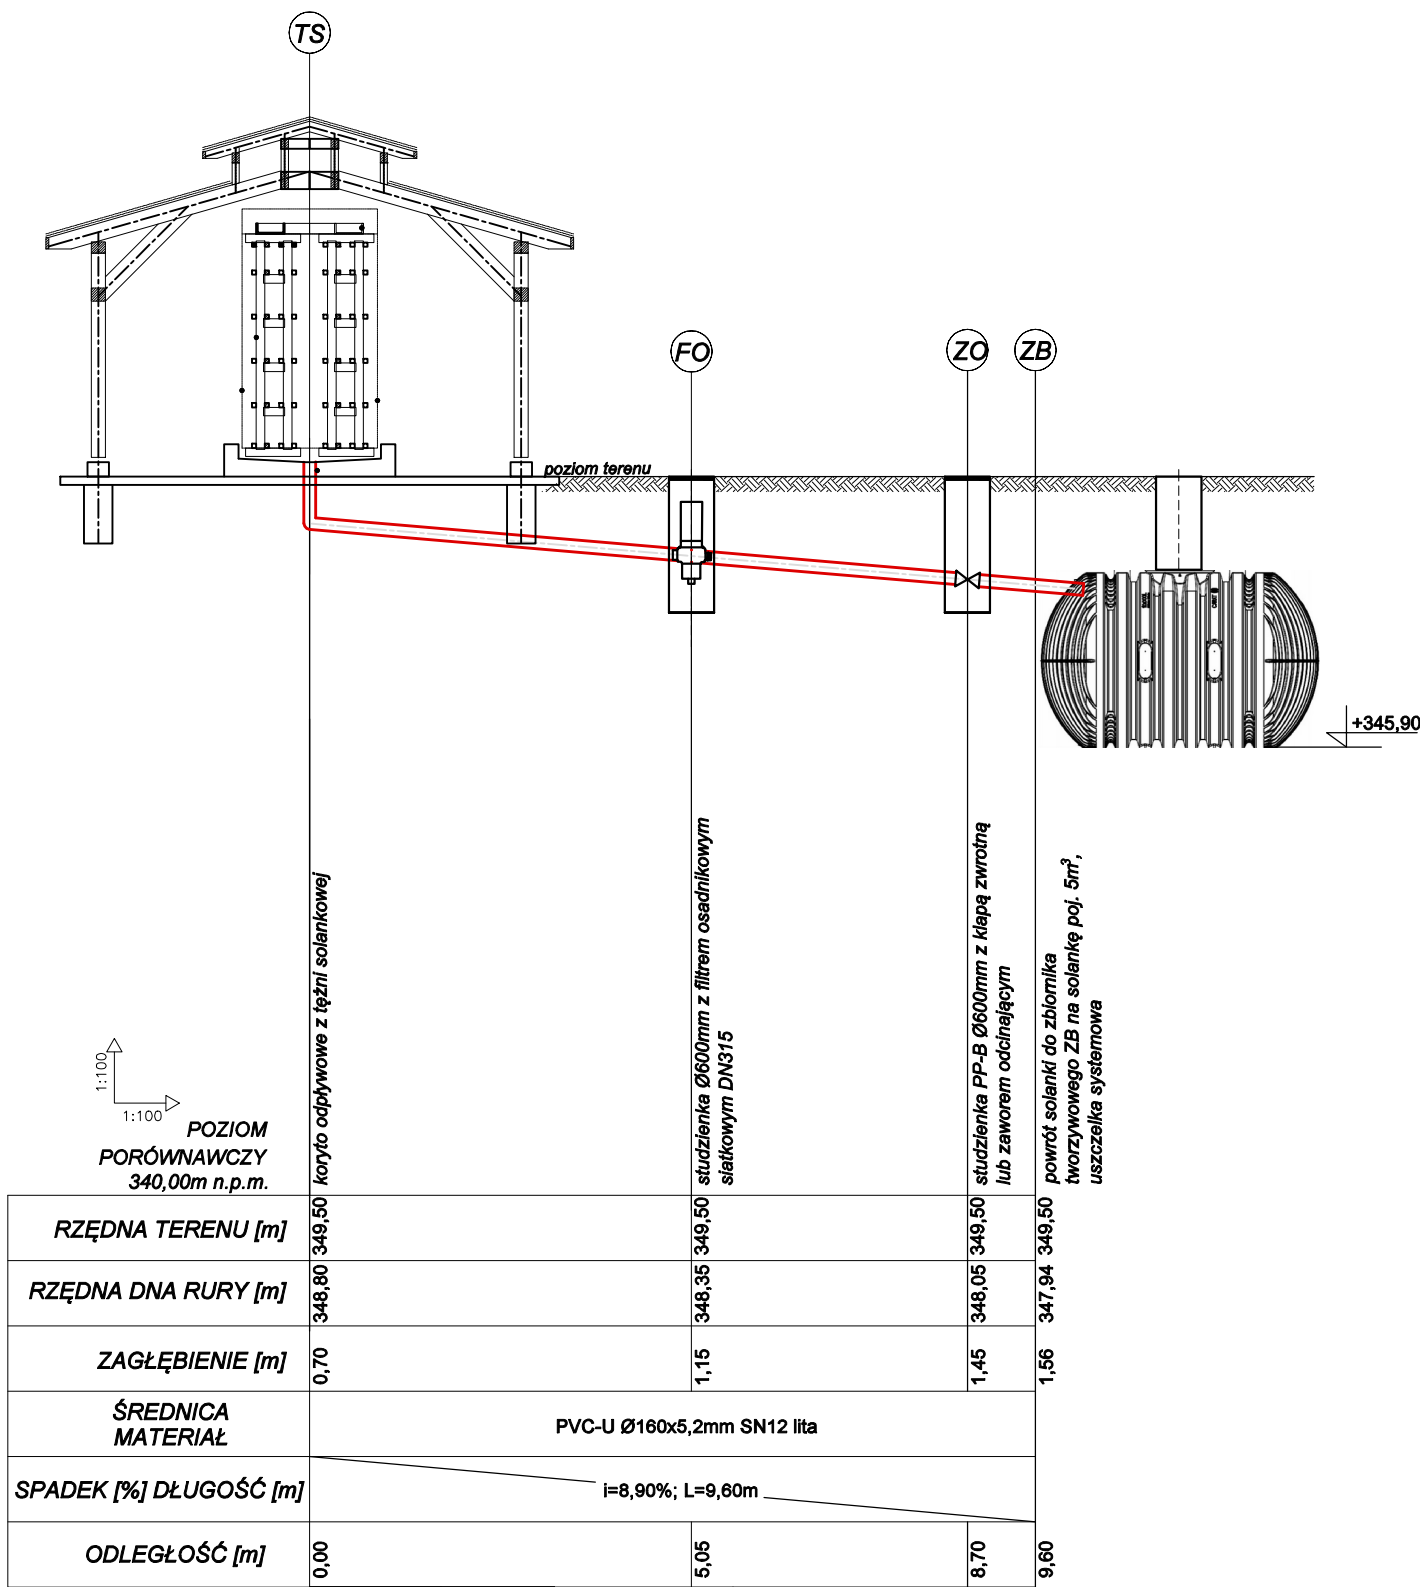 TS
FO
ZO
ZB
poziom terenu
+345,90
koryto odpływowe z tężni solankowej
studzienka Ø600mm z filtrem osadnikowym
siatkowym DN315
studzienka PP-B Ø600mm z klapą zwrotną
lub zaworem odcinającym
powrót solanki do zbiornika
tworzywowego ZB na solankę poj. 5m³,
uszczelka systemowa
1:100
1:100
POZIOM
PORÓWNAWCZY
340,00m n.p.m.
RZĘDNA TERENU [m] 349,50 349,50 349,50 349,50
RZĘDNA DNA RURY [m] 348,80 348,35 348,05 347,94
ZAGŁĘBIENIE [m] 0,70 1,15 1,45 1,56
ŚREDNICA
MATERIAŁ
PVC-U Ø160x5,2mm SN12 lita
SPADEK [%] DŁUGOŚĆ [m] i=8,90%; L=9,60m
ODLEGŁOŚĆ [m] 0,00 5,05 8,70 9,60